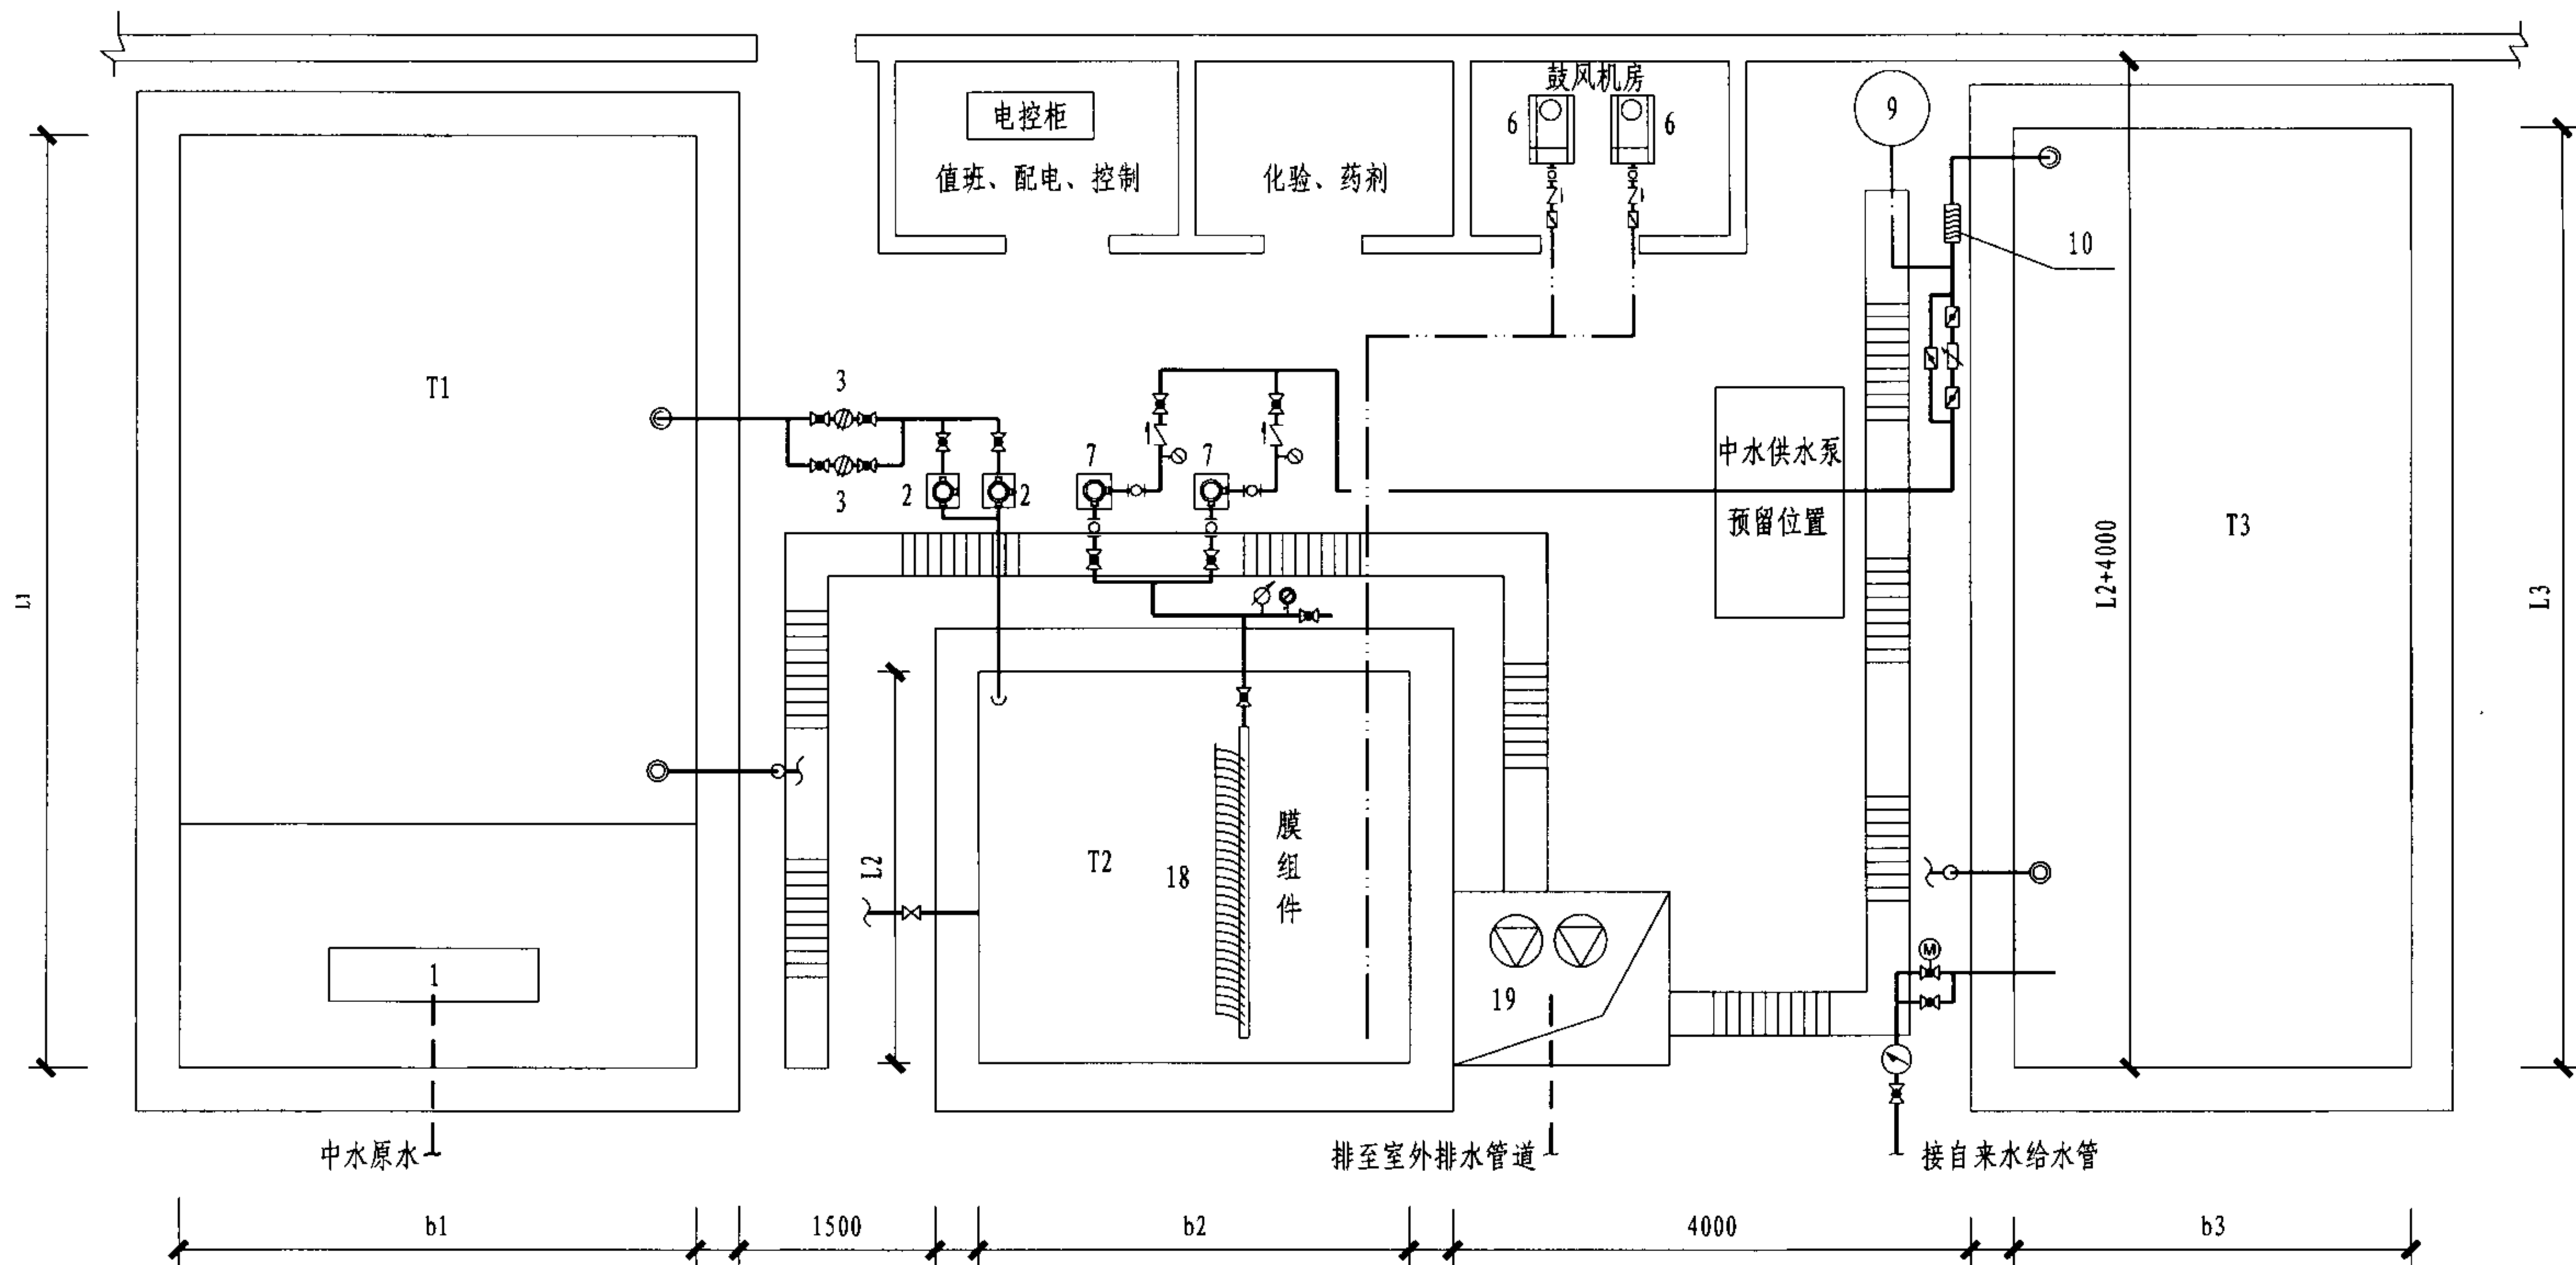 鼓风机房
电控柜
6
6
9
值班、配电、控制
化验、药剂
10
T1
3
3
2
2
7
7
中水供水泵
预留位置
T3
L1
L2+4000
L3
L2
T2
18
膜组件
1
19
M
中水原水
排至室外排水管道
接自来水给水管
b1
1500
b2
4000
b3